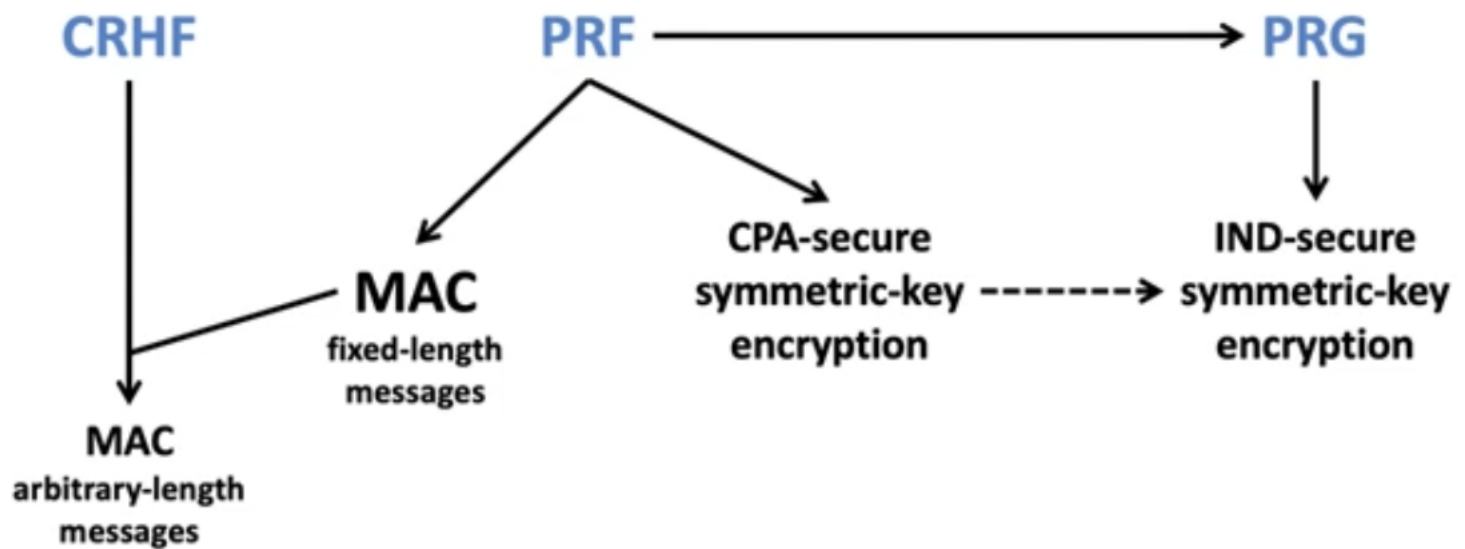 CRHF
PRF
PRG
CPA-secure
symmetric-key
encryption
IND-secure
symmetric-key
encryption
MAC
fixed-length
messages
MAC
arbitrary-length
messages